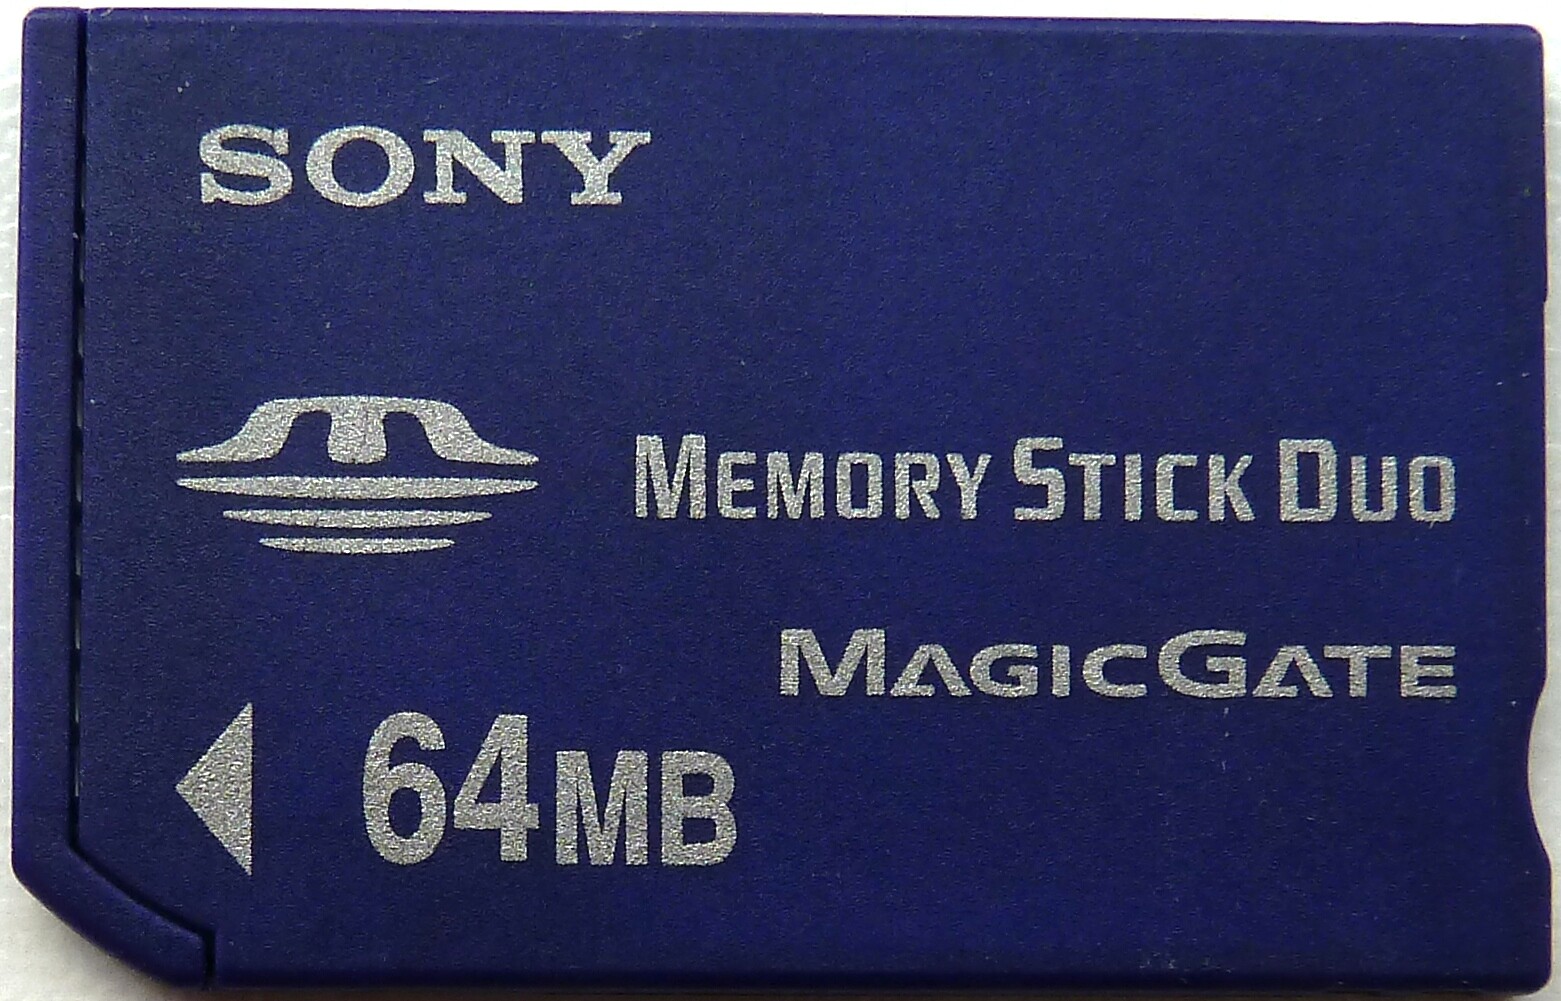 SONY
MEMORY STICK DUO
MAGICGATE
64MB